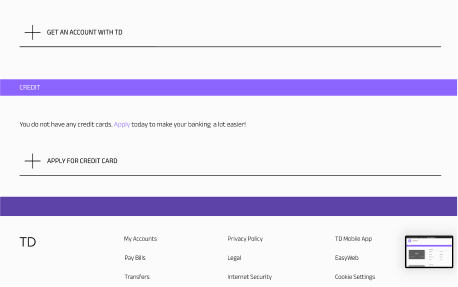 GET AN ACCOUNT WITH TD
CREDIT
You do not have any credit cards. Apply today to make your banking a lot easier!
APPLY FOR CREDIT CARD
TD
My Accounts
Privacy Policy
TD Mobile App
Pay Bills
Legal
EasyWeb
Transfers
Internet Security
Cookie Settings